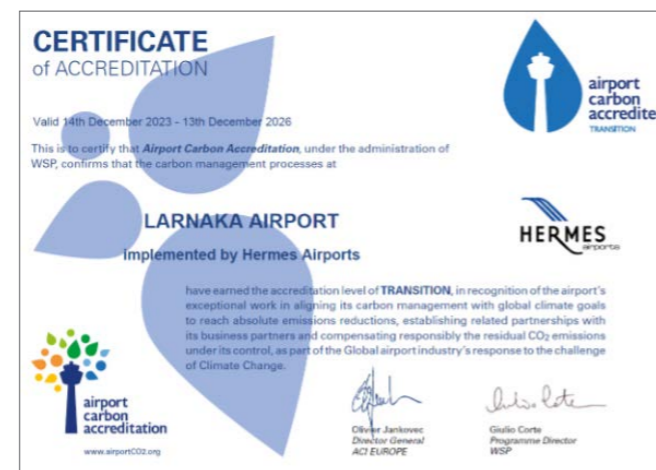 CERTIFICATE
of ACCREDITATION
airport
carbon
accredite
TRANSITION
Valid 14th December 2023 - 13th December 2026
This is to certify that Airport Carbon Accreditation, under the administration of
WSP, confirms that the carbon management processes at
LARNAKA AIRPORT
implemented by Hermes Airports
HERMES
airports
have earned the accreditation level of TRANSITION, in recognition of the airport's
exceptional work in aligning its carbon management with global climate goals
to reach absolute emissions reductions, establishing related partnerships with
its business partners and compensating responsibly the residual CO₂ emissions
under its control, as part of the Global airport industry's response to the challenge
of Climate Change.
airport
carbon
accreditation
www.airportCO2.org
Olivier Jankovec
Director General
ACI EUROPE
Giulio Corte
Programme Director
WSP